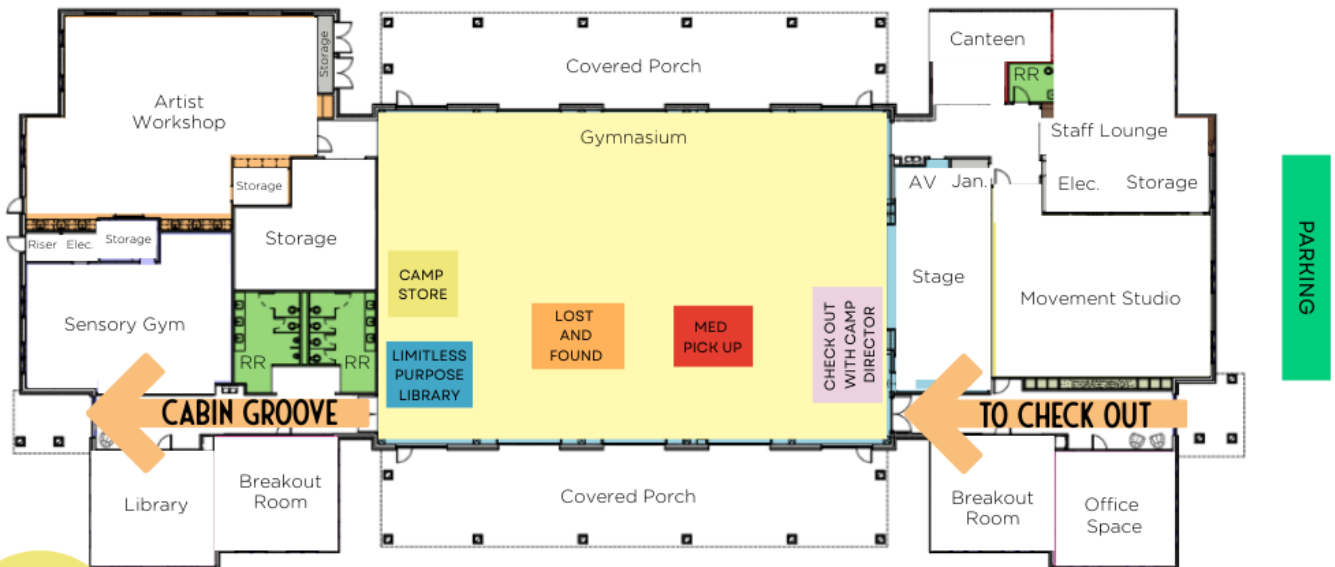 Artist
Workshop
Storage
Storage
Storage
Riser
Elec.
Storage
Sensory Gym
RR
RR
CABIN GROOVE
Library
Breakout
Room
Covered Porch
Gymnasium
CAMP
STORE
LIMITLESS
PURPOSE
LIBRARY
LOST
AND
FOUND
MED
PICK UP
CHECK OUT
WITH CAMP
DIRECTOR
Covered Porch
Canteen
RR
Staff Lounge
AV
Jan.
Elec.
Storage
Stage
Movement Studio
TO CHECK OUT
Breakout
Room
Office
Space
PARKING